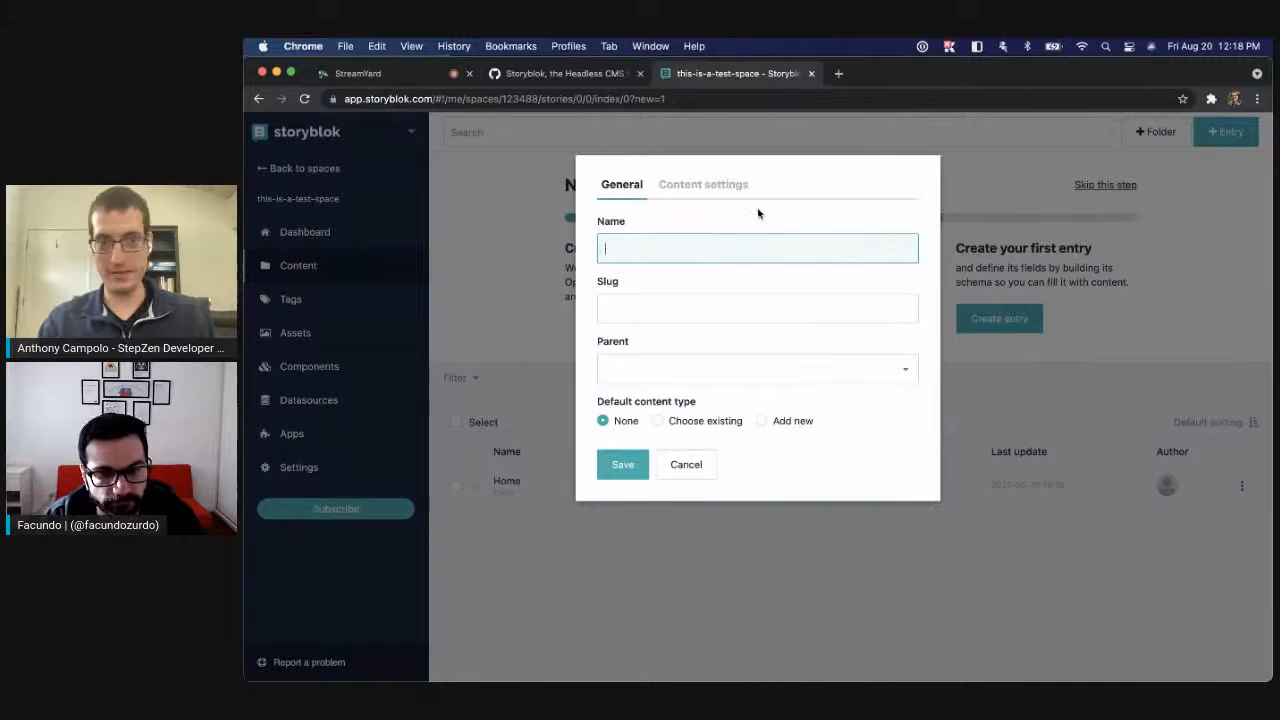 Chrome File Edit View History Bookmarks Profiles Tab Window Help Fri Aug 20 12:18 PM
StreamYard
Storyblok, the Headless CMS
this-is-a-test-space - Storybl
app.storyblok.com/#!/me/spaces/123488/stories/0/0/index/0?new=1
storyblok
Back to spaces
this-is-a-test-space
Dashboard
Content
Tags
Assets
Components
Datasources
Apps
Settings
Subscribe
Report a problem
Search
+ Folder
+ Entry
N
Skip this step
Create your first entry
and define its fields by building its
schema so you can fill it with content.
Create entry
Filter
Select
Default sorting
Name
Last update
Author
Home
General
Content settings
Name
Slug
Parent
Default content type
None
Choose existing
Add new
Save
Cancel
Anthony Campolo - StepZen Developer ...
Facundo | (@facundozurdo)